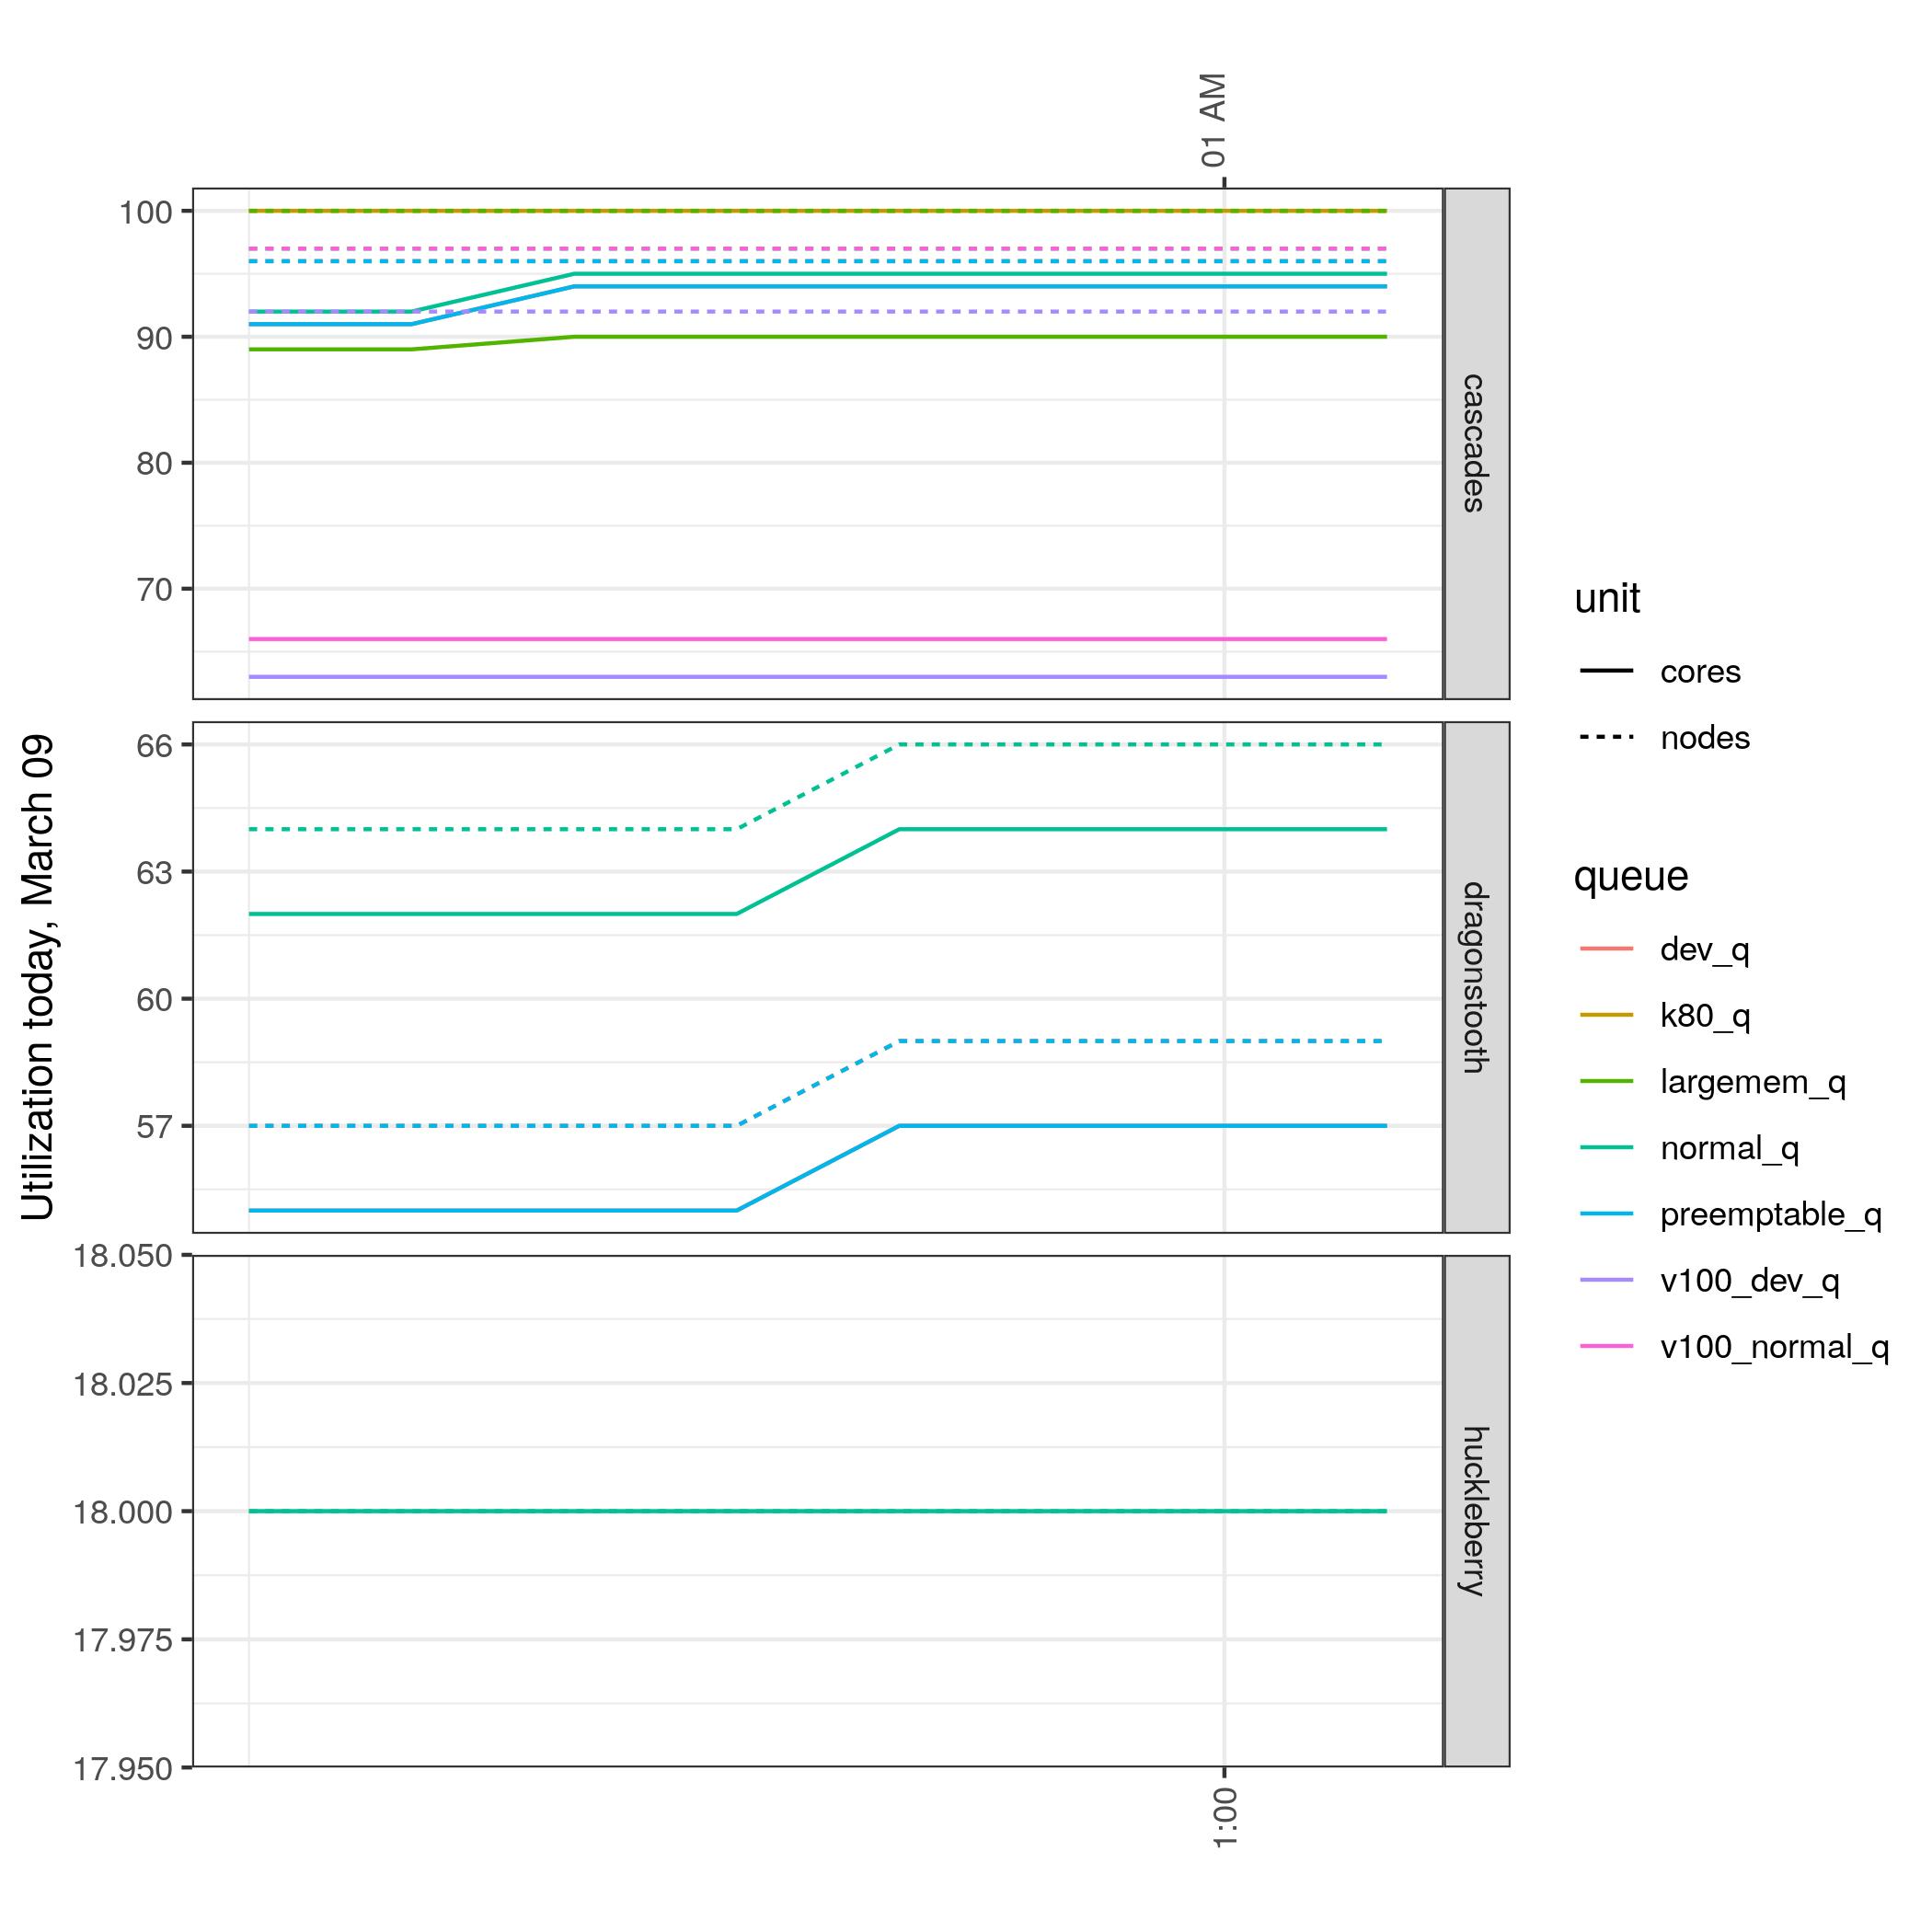 01 AM
100
90
80
70
cascades
66
63
60
57
dragonstooth
18.050
18.025
18.000
17.975
17.950
huckleberry
1:00
Utilization today, March 09
unit
cores
nodes
queue
dev_q
k80_q
largemem_q
normal_q
preemptable_q
v100_dev_q
v100_normal_q